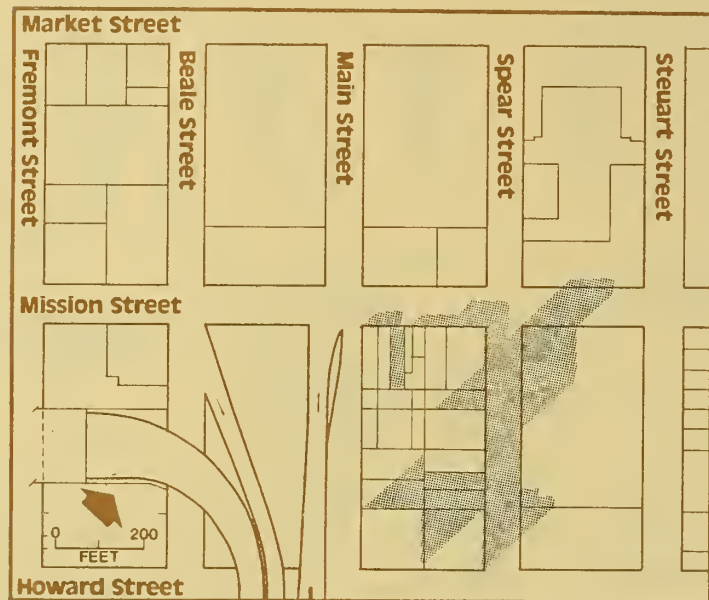 Market Street
Fremont Street
Beale Street
Main Street
Spear Street
Steuart Street
Mission Street
0 200
FEET
Howard Street